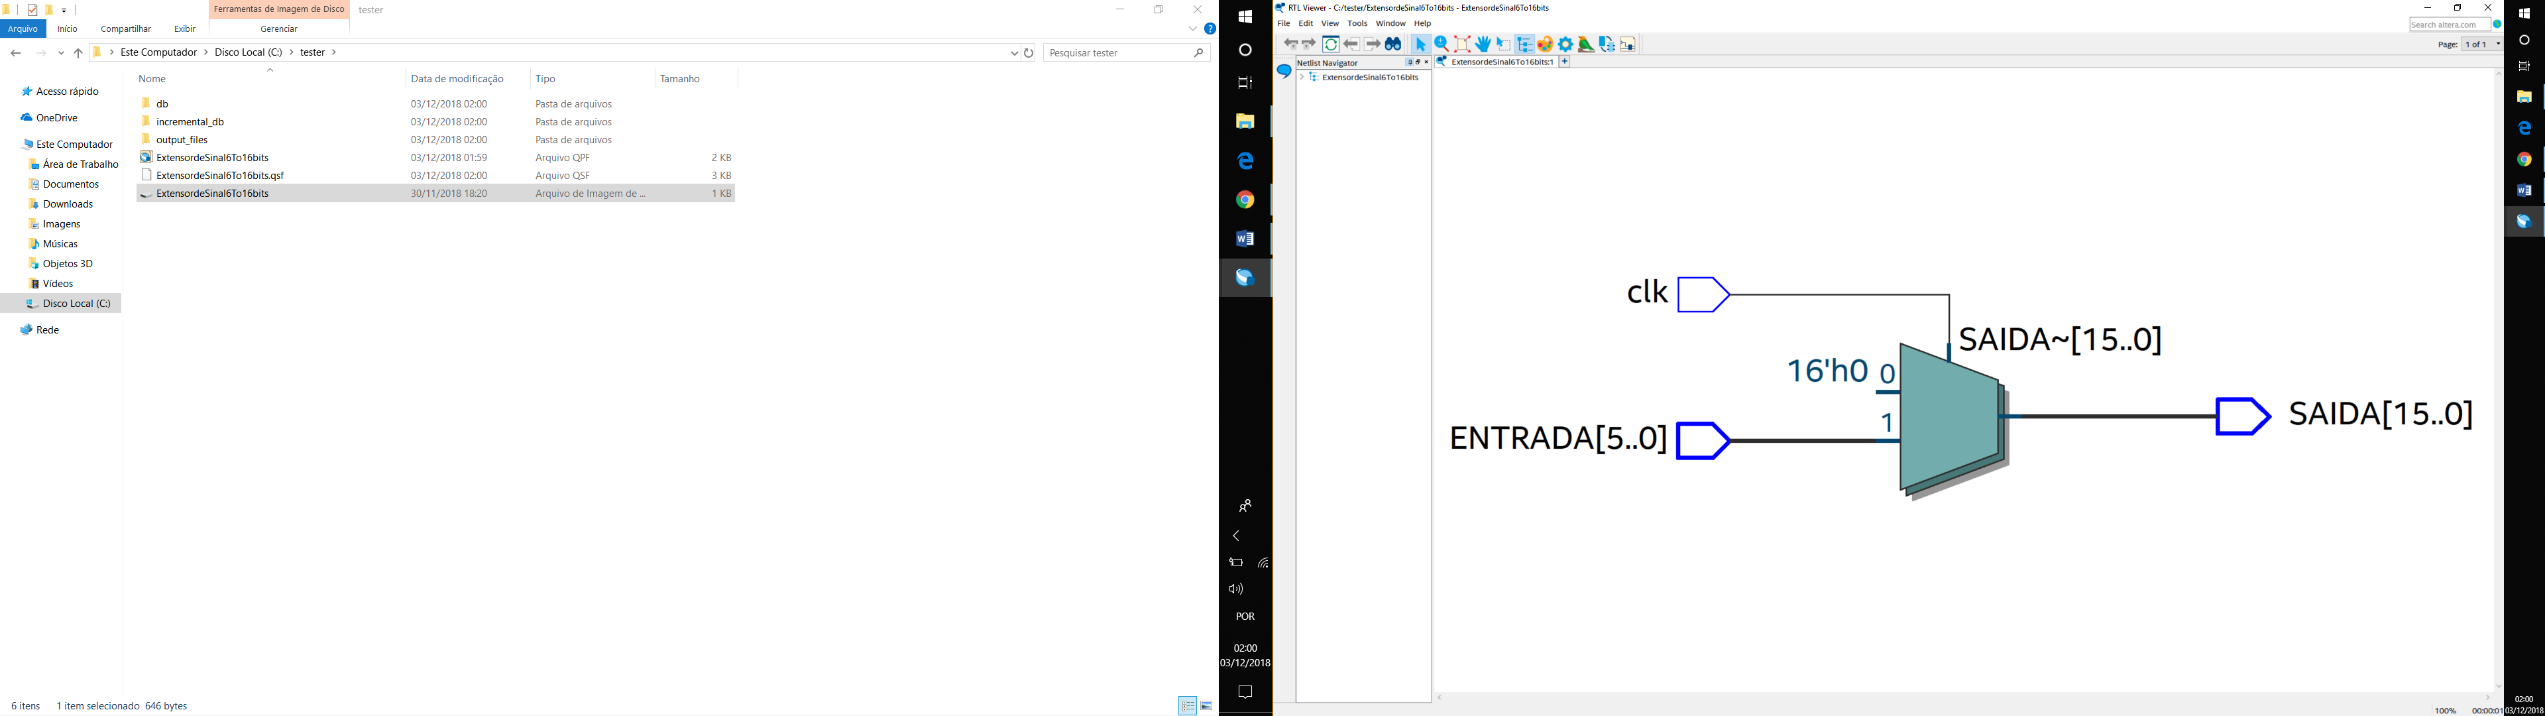 Ferramentas de Imagem de Disco
tester
Arquivo
Início
Compartilhar
Exibir
Gerenciar
Este Computador
Disco Local (C:)
tester
Pesquisar tester
Nome
Data de modificação
Tipo
Tamanho
Acesso rápido
OneDrive
Este Computador
Área de Trabalho
Documentos
Downloads
Imagens
Músicas
Objetos 3D
Vídeos
Disco Local (C:)
Rede
db 03/12/2018 02:00 Pasta de arquivos
incremental_db 03/12/2018 02:00 Pasta de arquivos
output_files 03/12/2018 02:00 Pasta de arquivos
ExtensordeSinal6To16bits 03/12/2018 01:59 Arquivo QPF 2 KB
ExtensordeSinal6To16bits.qsf 03/12/2018 02:00 Arquivo QSF 3 KB
ExtensordeSinal6To16bits 30/11/2018 18:20 Arquivo de Imagem de ... 1 KB
6 itens 1 item selecionado 646 bytes
POR
02:00
03/12/2018
RTL Viewer - C:/tester/ExtensordeSinal6To16bits - ExtensordeSinal6To16bits
File Edit View Tools Window Help
Search altera.com
Page: 1 of 1
Netlist Navigator
ExtensordeSinal6To16bits
ExtensordeSinal6To16bits:1
clk
SAIDA~[15..0]
16'h0 0
1
ENTRADA[5..0]
SAIDA[15..0]
100% 00:00:01
02:00
03/12/2018